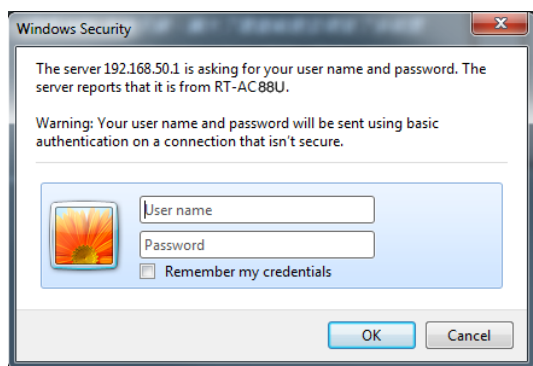 Windows Security
The server 192.168.50.1 is asking for your user name and password. The
server reports that it is from RT-AC88U.
Warning: Your user name and password will be sent using basic
authentication on a connection that isn't secure.
User name
Password
Remember my credentials
OK
Cancel